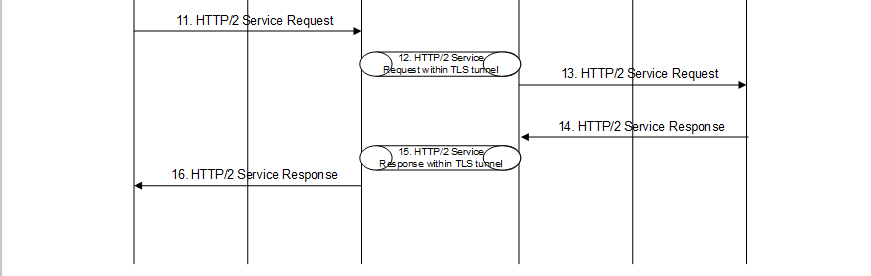 11. HTTP/2 Service Request
12. HTTP/2 Service
Request within TLS tunnel
13. HTTP/2 Service Request
14. HTTP/2 Service Response
15. HTTP/2 Service
Response within TLS tunnel
16. HTTP/2 Service Response